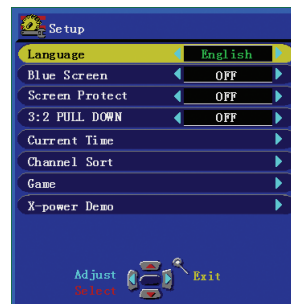 Setup
Language English
Blue Screen OFF
Screen Protect OFF
3:2 PULL DOWN OFF
Current Time
Channel Sort
Game
X-power Demo
Adjust Exit
Select